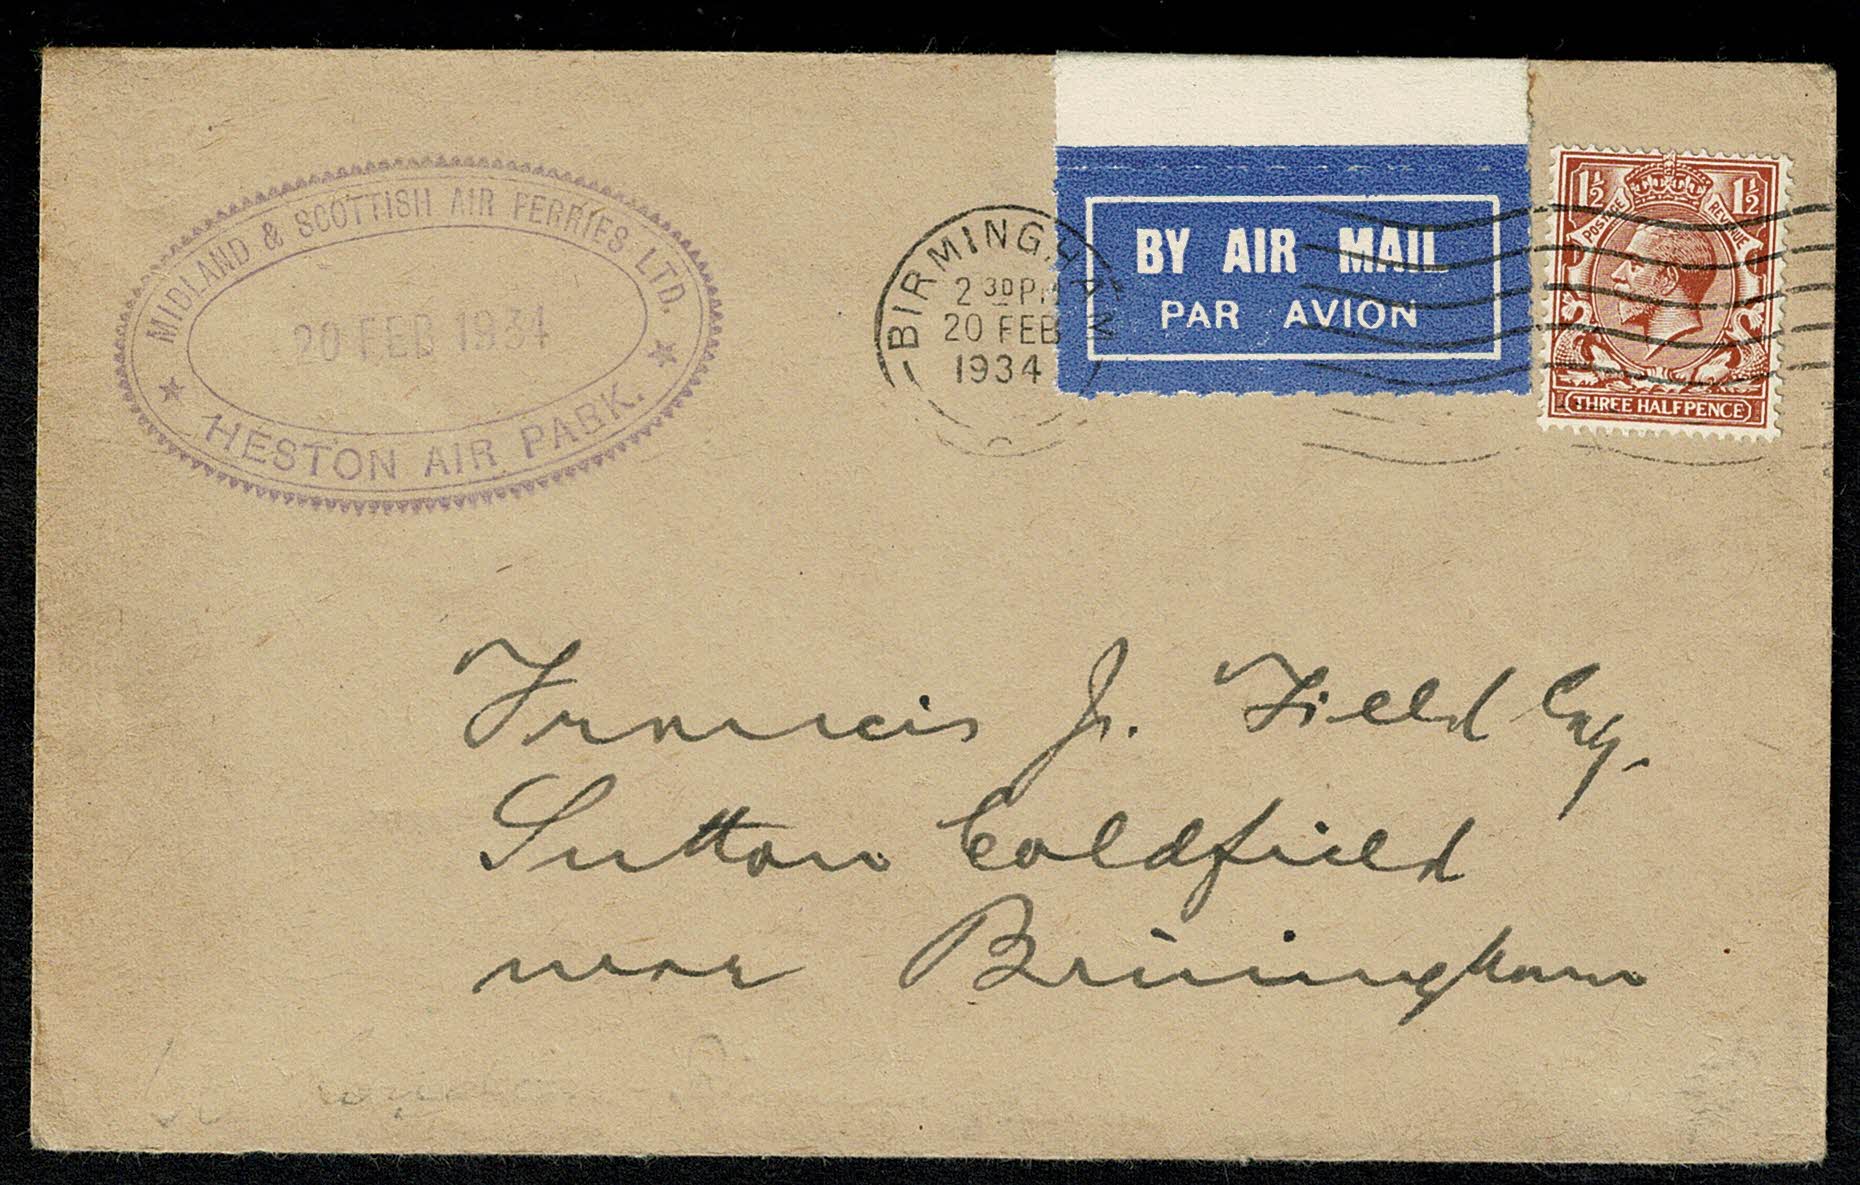 MIDLAND & SCOTTISH AIR FERRIES LTD.
20 FEB 1934
★ HESTON AIR PARK. ★
BIRMINGHAM
2 30 PM
20 FEB
1934
BY AIR MAIL
PAR AVION
1½ 1½
POSTAGE REVENUE
THREE HALFPENCE
Francis J. Field Esq.
Sutton Coldfield
near Birmingham